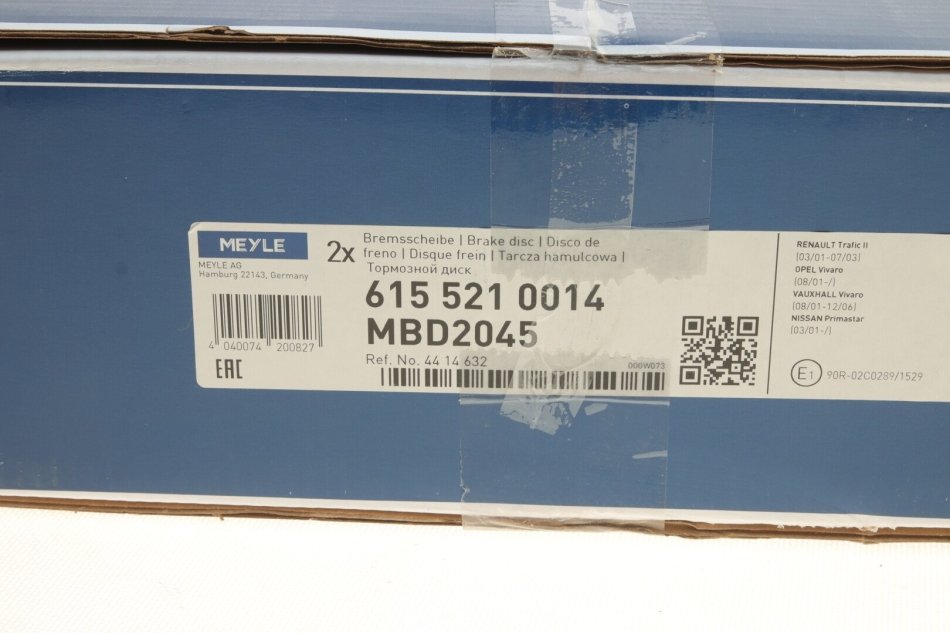 MEYLE
MEYLE AG
Hamburg 22143, Germany
4 040074 200827
EAC
2x
Bremsscheibe | Brake disc | Disco de
freno | Disque frein | Tarcza hamulcowa |
Тормозной диск
615 521 0014
MBD2045
Ref. No. 44 14 632
000W073
RENAULT Trafic II
(03/01-07/03)
OPEL Vivaro
(08/01-/)
VAUXHALL Vivaro
(08/01-12/06)
NISSAN Primastar
(03/01-/)
E1 90R-02C0289/1529